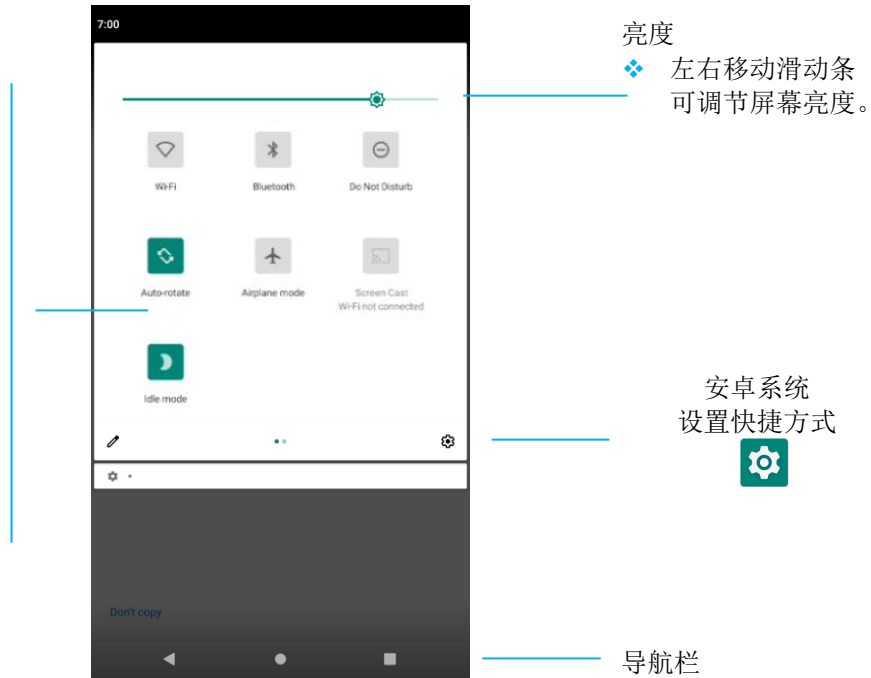 7:00
亮度
❖ 左右移动滑动条
可调节屏幕亮度。
Wi-Fi
Bluetooth
Do Not Disturb
Auto-rotate
Airplane mode
Screen Cast
Wi-Fi not connected
Idle mode
安卓系统
设置快捷方式
Don't copy
导航栏